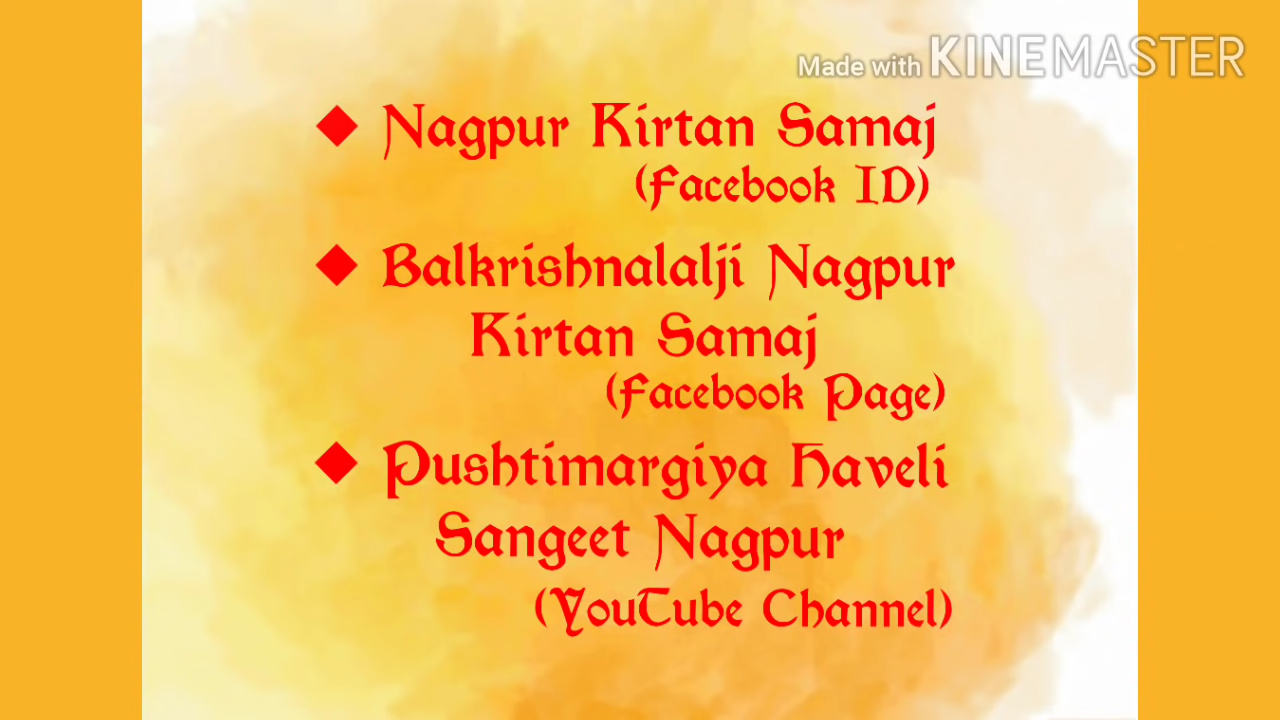 Made with KINEMASTER
◆ Nagpur Kirtan Samaj
(Facebook ID)
◆ Balkrishnalalji Nagpur
Kirtan Samaj
(Facebook Page)
◆ Pushtimargiya Haveli
Sangeet Nagpur
(YouTube Channel)